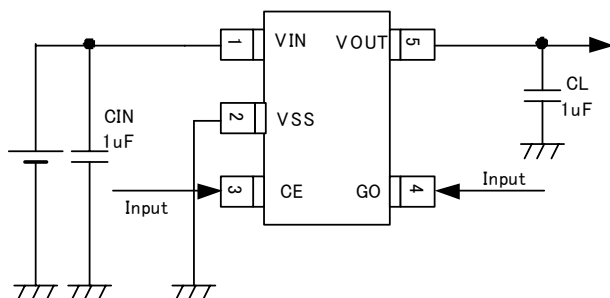 1 VIN VOUT 5
CIN
1uF
2 VSS
CL
1uF
Input 3 CE GO 4 Input